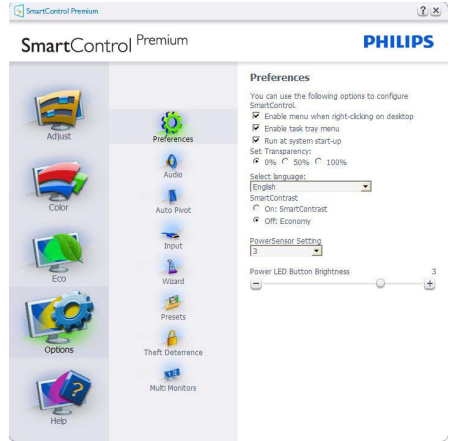 SmartControl Premium
? X
SmartControl Premium
PHILIPS
Adjust
Color
Eco
Options
Help
Preferences
Audio
Auto Pivot
Input
Wizard
Presets
Theft Deterrence
Multi Monitors
Preferences
You can use the following options to configure
SmartControl.
Enable menu when right-clicking on desktop
Enable task tray menu
Run at system start-up
Set Transparency:
0% 50% 100%
Select language:
English
SmartContrast
On: SmartContrast
Off: Economy
PowerSensor Setting
3
Power LED Button Brightness 3